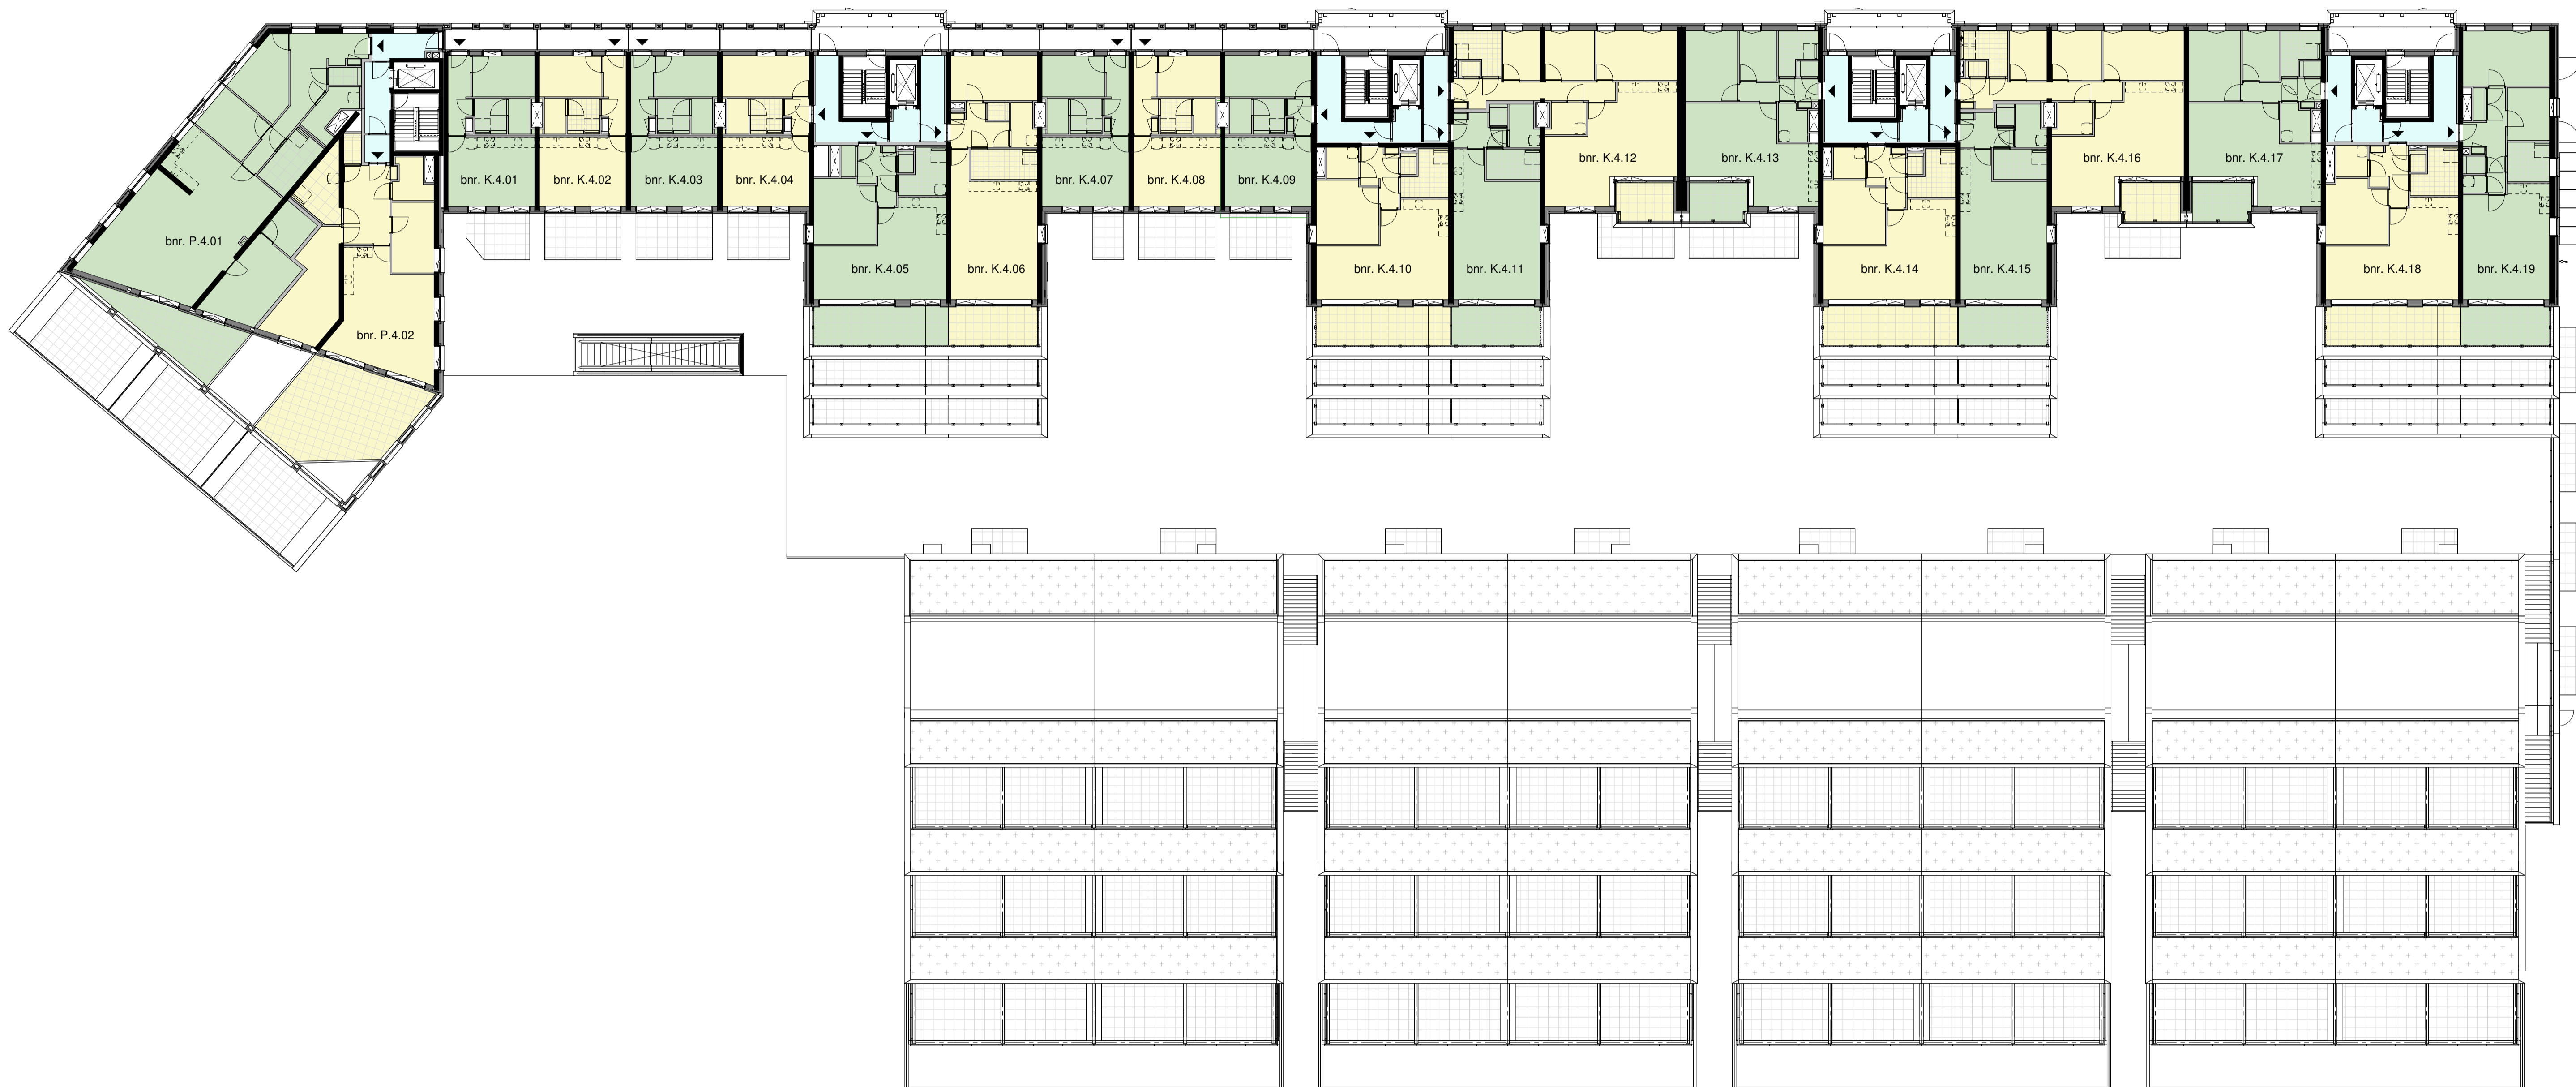 bnr. P.4.01
bnr. P.4.02
bnr. K.4.01
bnr. K.4.02
bnr. K.4.03
bnr. K.4.04
bnr. K.4.05
bnr. K.4.06
bnr. K.4.07
bnr. K.4.08
bnr. K.4.09
bnr. K.4.10
bnr. K.4.11
bnr. K.4.12
bnr. K.4.13
bnr. K.4.14
bnr. K.4.15
bnr. K.4.16
bnr. K.4.17
bnr. K.4.18
bnr. K.4.19